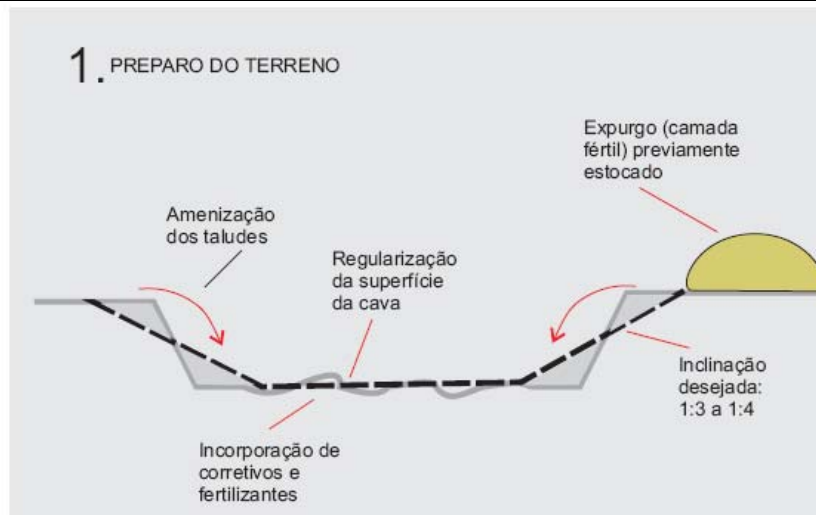 1. PREPARO DO TERRENO
Expurgo (camada
fértil) previamente
estocado
Amenização
dos taludes
Regularização
da superfície
da cava
Inclinação
desejada:
1:3 a 1:4
Incorporação de
corretivos e
fertilizantes